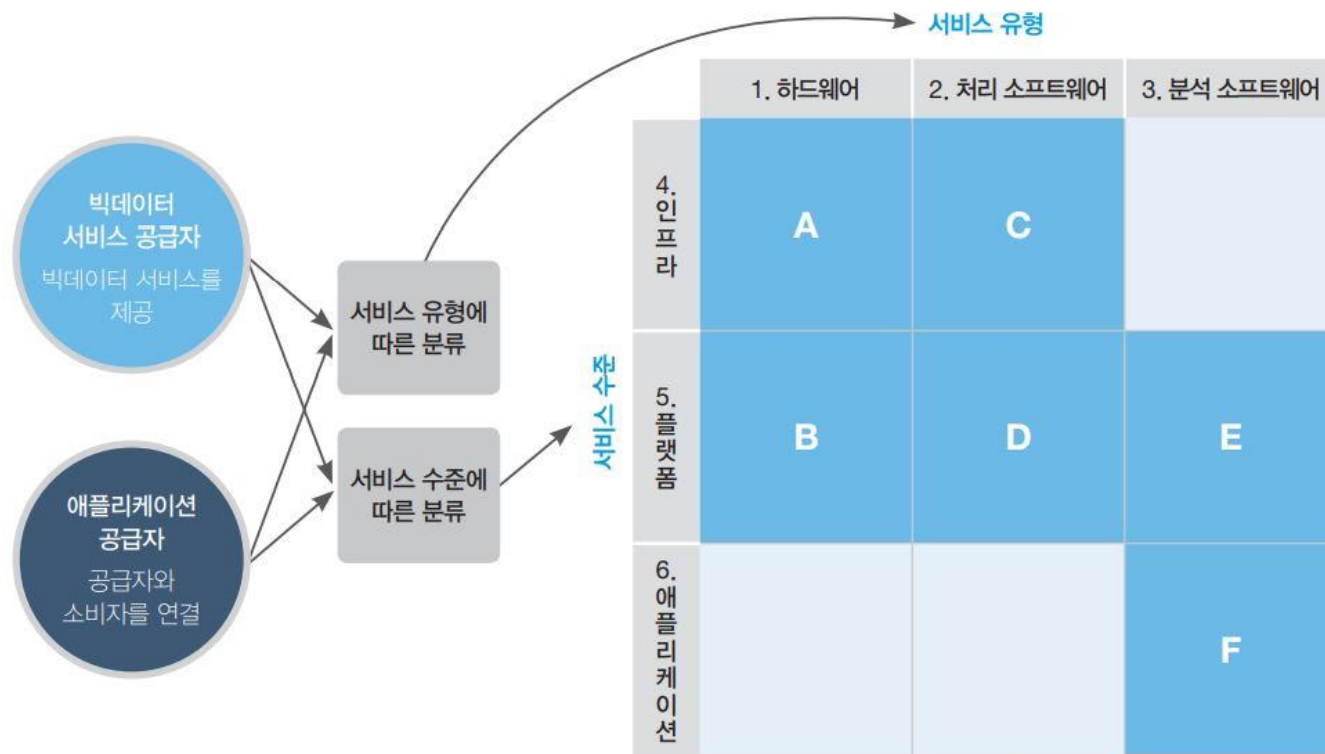 서비스 유형
1. 하드웨어
2. 처리 소프트웨어
3. 분석 소프트웨어
빅데이터
서비스 공급자
빅데이터 서비스를
제공
애플리케이션
공급자
공급자와
소비자를 연결
서비스 유형에
따른 분류
서비스 수준에
따른 분류
서비스 수준
4. 인프라
A
C
5. 플랫폼
B
D
E
6. 애플리케이션
F